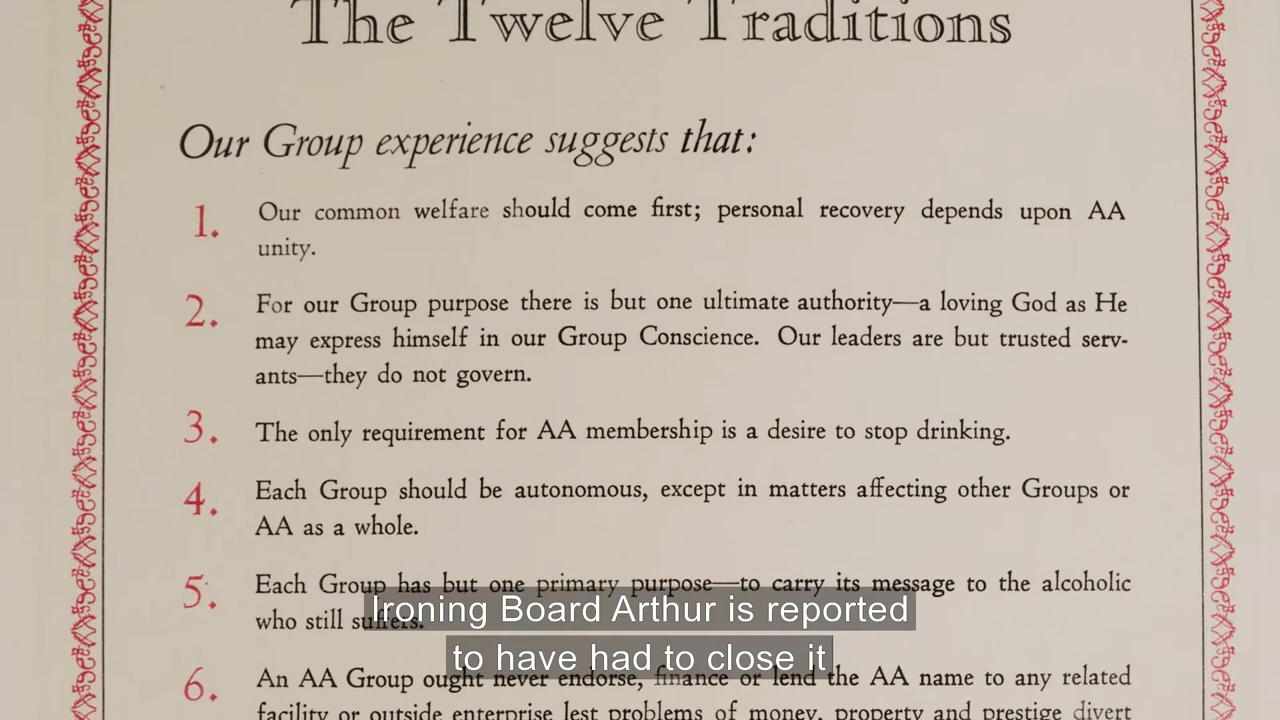 The Twelve Traditions
Our Group experience suggests that:
1. Our common welfare should come first; personal recovery depends upon AA
unity.
2. For our Group purpose there is but one ultimate authority—a loving God as He
may express himself in our Group Conscience. Our leaders are but trusted serv-
ants—they do not govern.
3. The only requirement for AA membership is a desire to stop drinking.
4. Each Group should be autonomous, except in matters affecting other Groups or
AA as a whole.
5. Each Group has but one primary purpose—to carry its message to the alcoholic
who still suffers.
Ironing Board Arthur is reported
to have had to close it
6. An AA Group ought never endorse, finance or lend the AA name to any related
facility or outside enterprise lest problems of money, property and prestige divert